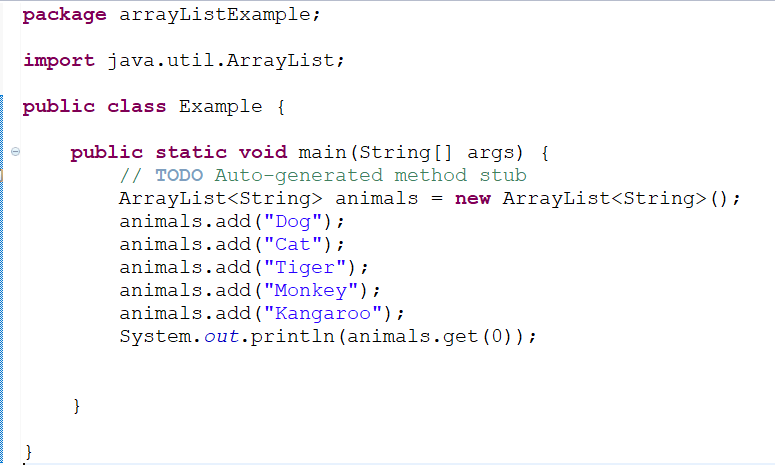 package arrayListExample;
import java.util.ArrayList;
public class Example {
public static void main(String[] args) {
// TODO Auto-generated method stub
ArrayList<String> animals = new ArrayList<String>();
animals.add("Dog");
animals.add("Cat");
animals.add("Tiger");
animals.add("Monkey");
animals.add("Kangaroo");
System.out.println(animals.get(0));
}
}